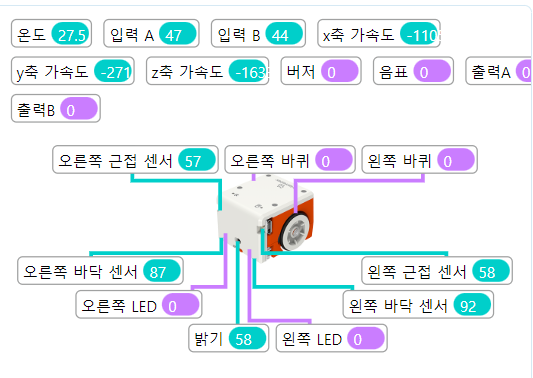 온도 27.5 입력 A 47 입력 B 44 x축 가속도 -110
y축 가속도 -271 z축 가속도 -163 버저 0 음표 0 출력A 0
출력B 0
오른쪽 근접 센서 57 오른쪽 바퀴 0 왼쪽 바퀴 0
오른쪽 바닥 센서 87 왼쪽 근접 센서 58
오른쪽 LED 0 왼쪽 바닥 센서 92
밝기 58 왼쪽 LED 0